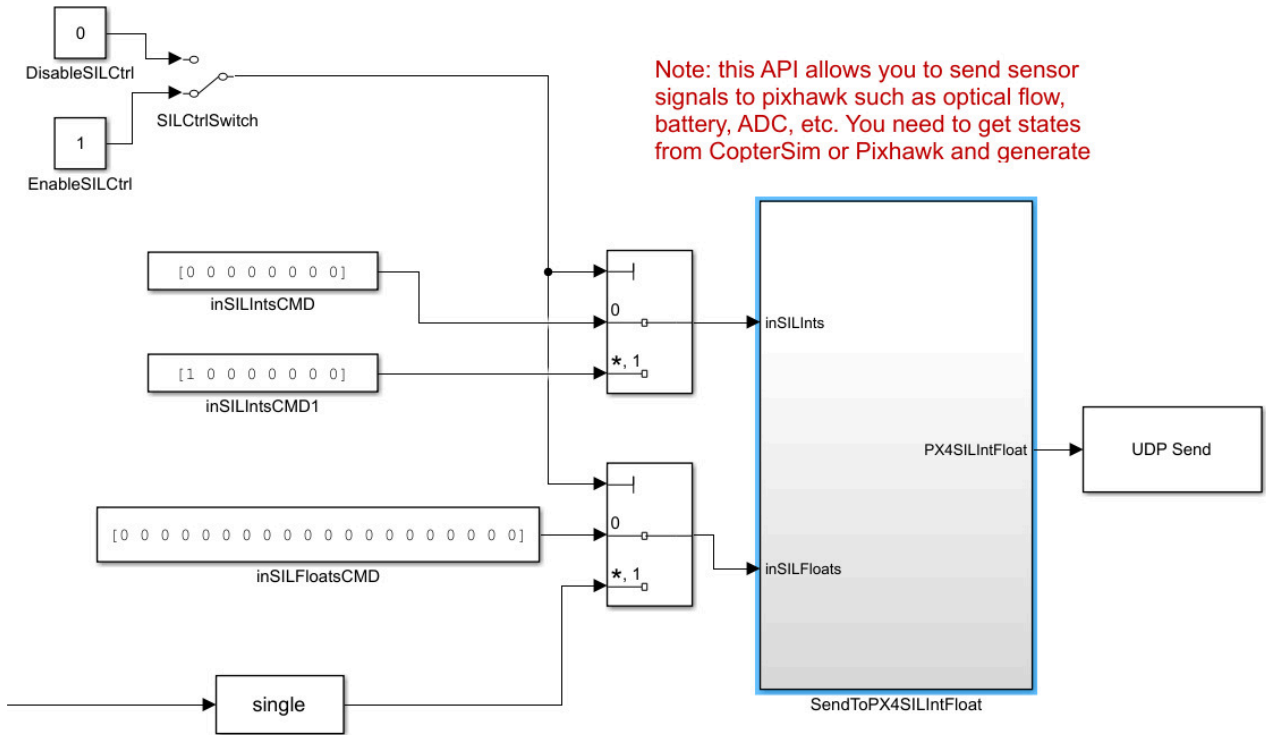 0
DisableSILCtrl
SILCtrlSwitch
1
EnableSILCtrl
Note: this API allows you to send sensor
signals to pixhawk such as optical flow,
battery, ADC, etc. You need to get states
from CopterSim or Pixhawk and generate
[0 0 0 0 0 0 0 0]
inSILIntsCMD
[1 0 0 0 0 0 0 0]
inSILIntsCMD1
0
*, 1
inSILInts
PX4SILIntFloat
UDP Send
[0 0 0 0 0 0 0 0 0 0 0 0 0 0 0 0 0 0 0 0]
inSILFloatsCMD
0
*, 1
inSILFloats
single
SendToPX4SILIntFloat